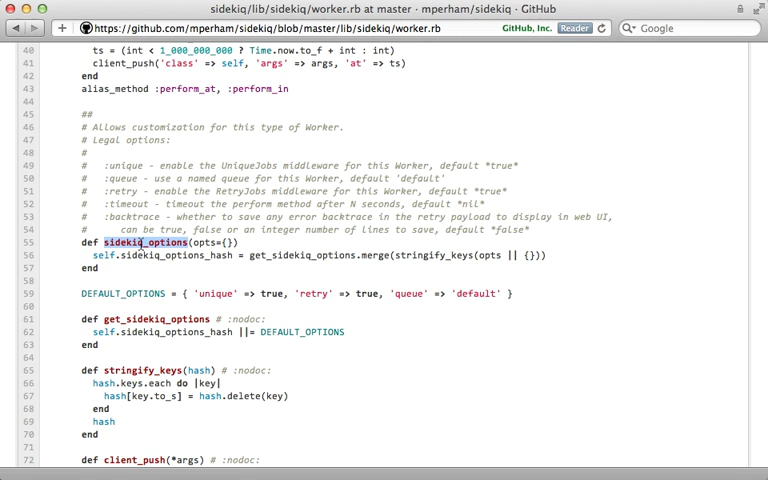 sidekiq/lib/sidekiq/worker.rb at master · mperham/sidekiq · GitHub
https://github.com/mperham/sidekiq/blob/master/lib/sidekiq/worker.rb
GitHub, Inc.
Reader
Google
40 ts = (int < 1_000_000_000 ? Time.now.to_f + int : int)
41 client_push('class' => self, 'args' => args, 'at' => ts)
42 end
43 alias_method :perform_at, :perform_in
44
45 ##
46 # Allows customization for this type of Worker.
47 # Legal options:
48 #
49 # :unique - enable the UniqueJobs middleware for this Worker, default *true*
50 # :queue - use a named queue for this Worker, default 'default'
51 # :retry - enable the RetryJobs middleware for this Worker, default *true*
52 # :timeout - timeout the perform method after N seconds, default *nil*
53 # :backtrace - whether to save any error backtrace in the retry payload to display in web UI,
54 # can be true, false or an integer number of lines to save, default *false*
55 def sidekiq_options(opts={})
56 self.sidekiq_options_hash = get_sidekiq_options.merge(stringify_keys(opts || {}))
57 end
58
59 DEFAULT_OPTIONS = { 'unique' => true, 'retry' => true, 'queue' => 'default' }
60
61 def get_sidekiq_options # :nodoc:
62 self.sidekiq_options_hash ||= DEFAULT_OPTIONS
63 end
64
65 def stringify_keys(hash) # :nodoc:
66 hash.keys.each do |key|
67 hash[key.to_s] = hash.delete(key)
68 end
69 hash
70 end
71
72 def client_push(*args) # :nodoc: